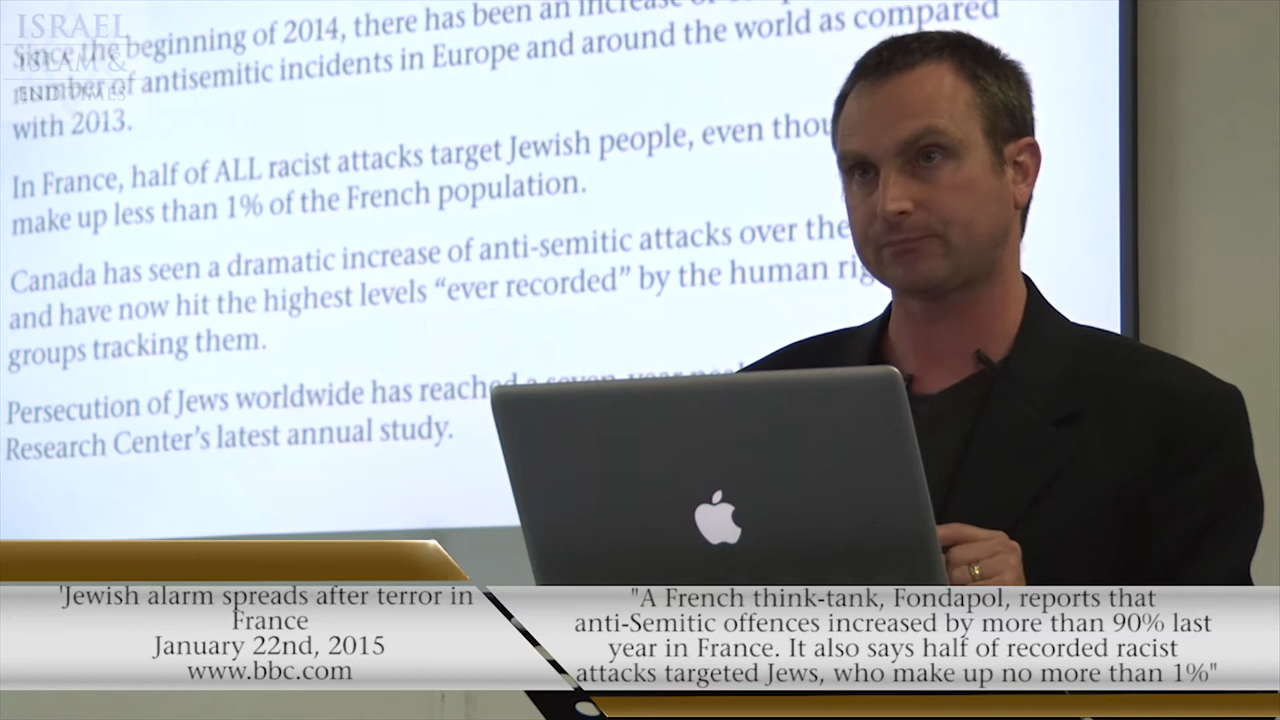 ISRAEL
ISLAM &
END TIMES
Since the beginning of 2014, there has been an increase
number of antisemitic incidents in Europe and around the world as compared
with 2013.
In France, half of ALL racist attacks target Jewish people, even
make up less than 1% of the French population.
Canada has seen a dramatic increase of anti-semitic attacks over the
and have now hit the highest levels “ever recorded” by the human
groups tracking them.
Persecution of Jews worldwide has
Research Center's latest annual study.
'Jewish alarm spreads after terror in
France
January 22nd, 2015
www.bbc.com
"A French think-tank, Fondapol, reports that
anti-Semitic offences increased by more than 90% last
year in France. It also says half of recorded racist
attacks targeted Jews, who make up no more than 1%"